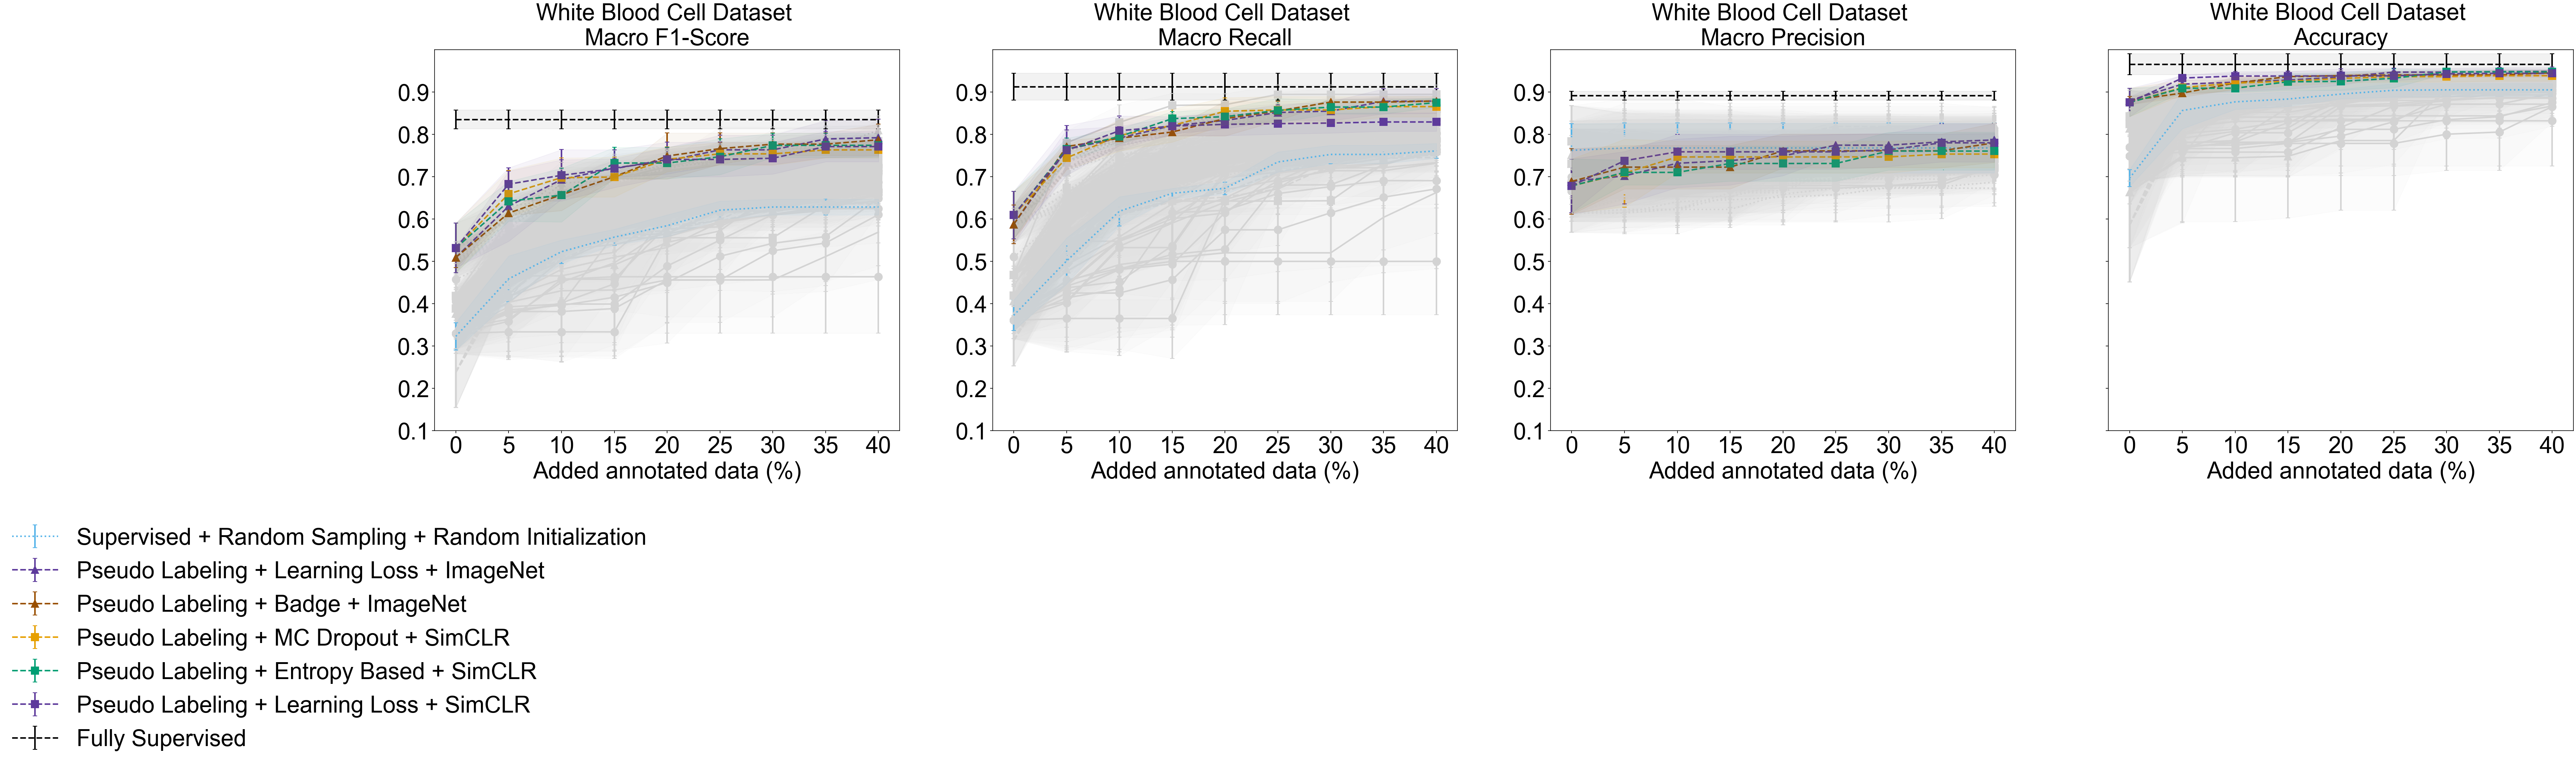 White Blood Cell Dataset
Macro F1-Score
0.9
0.8
0.7
0.6
0.5
0.4
0.3
0.2
0.1
0 5 10 15 20 25 30 35 40
Added annotated data (%)
White Blood Cell Dataset
Macro Recall
0.9
0.8
0.7
0.6
0.5
0.4
0.3
0.2
0.1
0 5 10 15 20 25 30 35 40
Added annotated data (%)
White Blood Cell Dataset
Macro Precision
0.9
0.8
0.7
0.6
0.5
0.4
0.3
0.2
0.1
0 5 10 15 20 25 30 35 40
Added annotated data (%)
White Blood Cell Dataset
Accuracy
0 5 10 15 20 25 30 35 40
Added annotated data (%)
Supervised + Random Sampling + Random Initialization
Pseudo Labeling + Learning Loss + ImageNet
Pseudo Labeling + Badge + ImageNet
Pseudo Labeling + MC Dropout + SimCLR
Pseudo Labeling + Entropy Based + SimCLR
Pseudo Labeling + Learning Loss + SimCLR
Fully Supervised